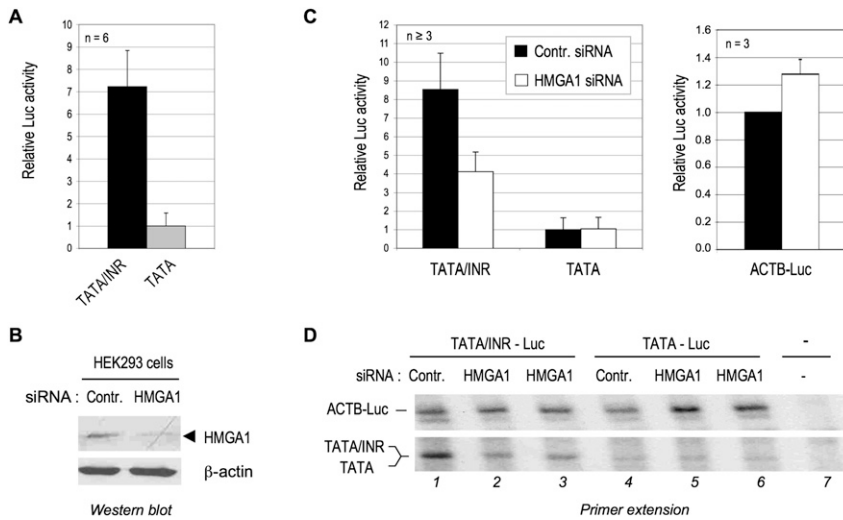 A
n = 6
Relative Luc activity
10
9
8
7
6
5
4
3
2
1
0
TATA/INR
TATA
C
n ≥ 3
Contr. siRNA
HMGA1 siRNA
Relative Luc activity
12
11
10
9
8
7
6
5
4
3
2
1
0
TATA/INR
TATA
n = 3
Relative Luc activity
1.6
1.4
1.2
1.0
0.8
0.6
0.4
0.2
0.0
ACTB-Luc
B
HEK293 cells
siRNA : Contr. HMGA1
HMGA1
β-actin
Western blot
D
TATA/INR - Luc TATA - Luc -
siRNA : Contr. HMGA1 HMGA1 Contr. HMGA1 HMGA1 -
ACTB-Luc
TATA/INR
TATA
1 2 3 4 5 6 7
Primer extension